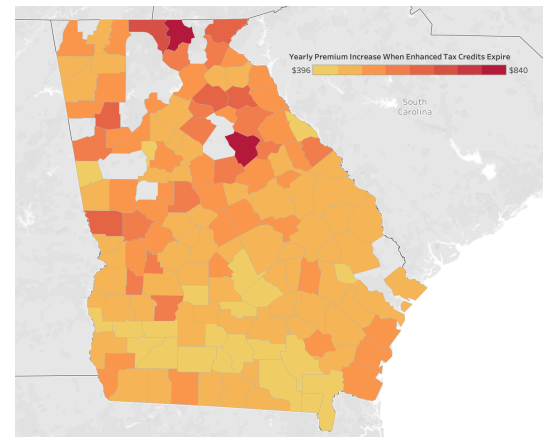 Yearly Premium Increase When Enhanced Tax Credits Expire
$396 $840
South
Carolina